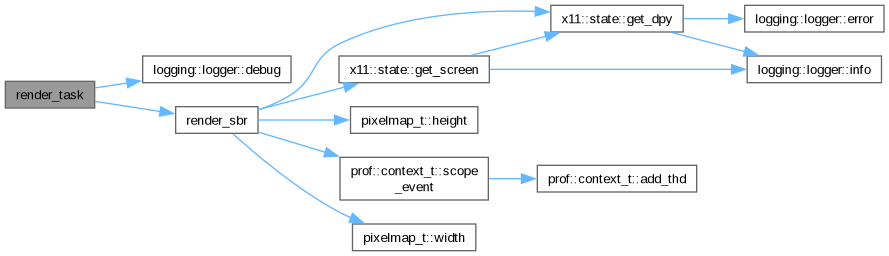 render_task
logging::logger::debug
render_sbr
x11::state::get_screen
pixelmap_t::height
prof::context_t::scope
_event
pixelmap_t::width
x11::state::get_dpy
prof::context_t::add_thd
logging::logger::error
logging::logger::info